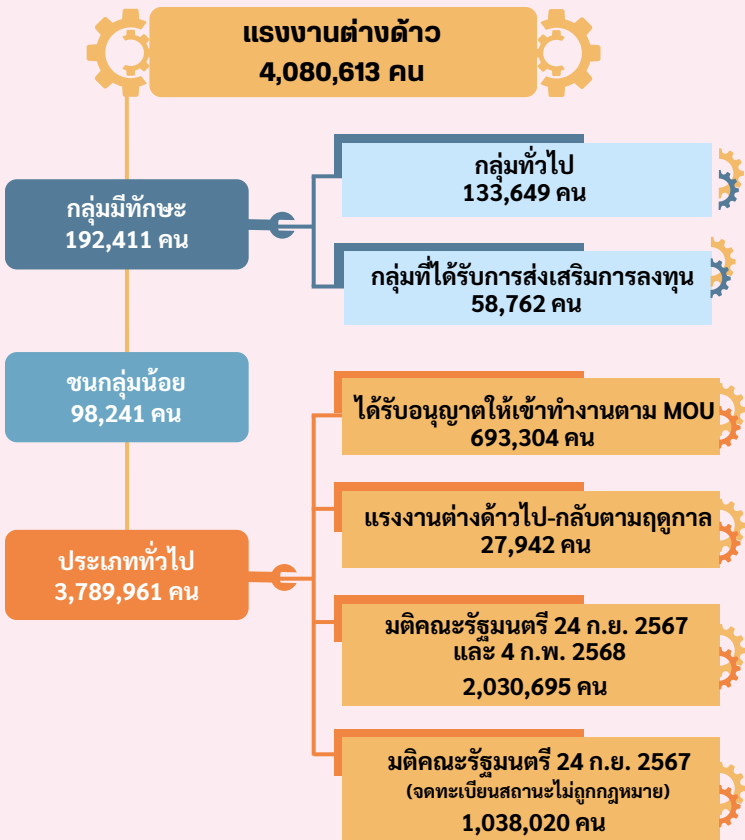 แรงงานต่างด้าว
4,080,613 คน
กลุ่มมีทักษะ
192,411 คน
กลุ่มทั่วไป
133,649 คน
กลุ่มที่ได้รับการส่งเสริมการลงทุน
58,762 คน
ชนกลุ่มน้อย
98,241 คน
ประเภททั่วไป
3,789,961 คน
ได้รับอนุญาตให้เข้าทำงานตาม MOU
693,304 คน
แรงงานต่างด้าวไป-กลับตามฤดูกาล
27,942 คน
มติคณะรัฐมนตรี 24 ก.ย. 2567
และ 4 ก.พ. 2568
2,030,695 คน
มติคณะรัฐมนตรี 24 ก.ย. 2567
(จดทะเบียนสถานะไม่ถูกกฎหมาย)
1,038,020 คน